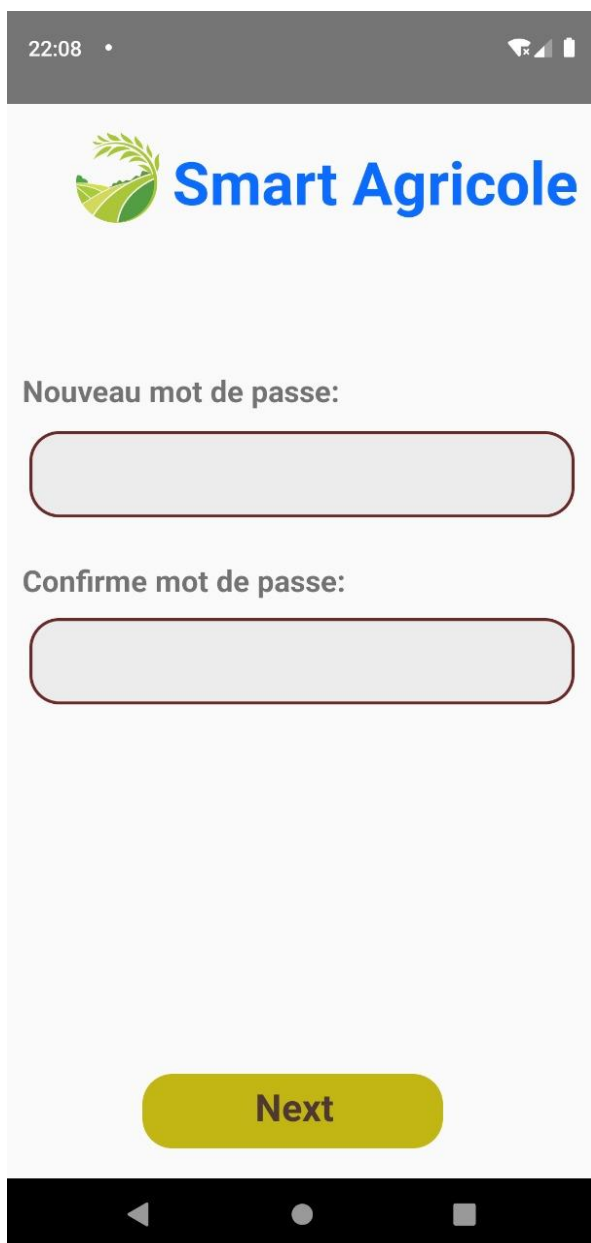 22:08
Smart Agricole
Nouveau mot de passe:
Confirme mot de passe:
Next